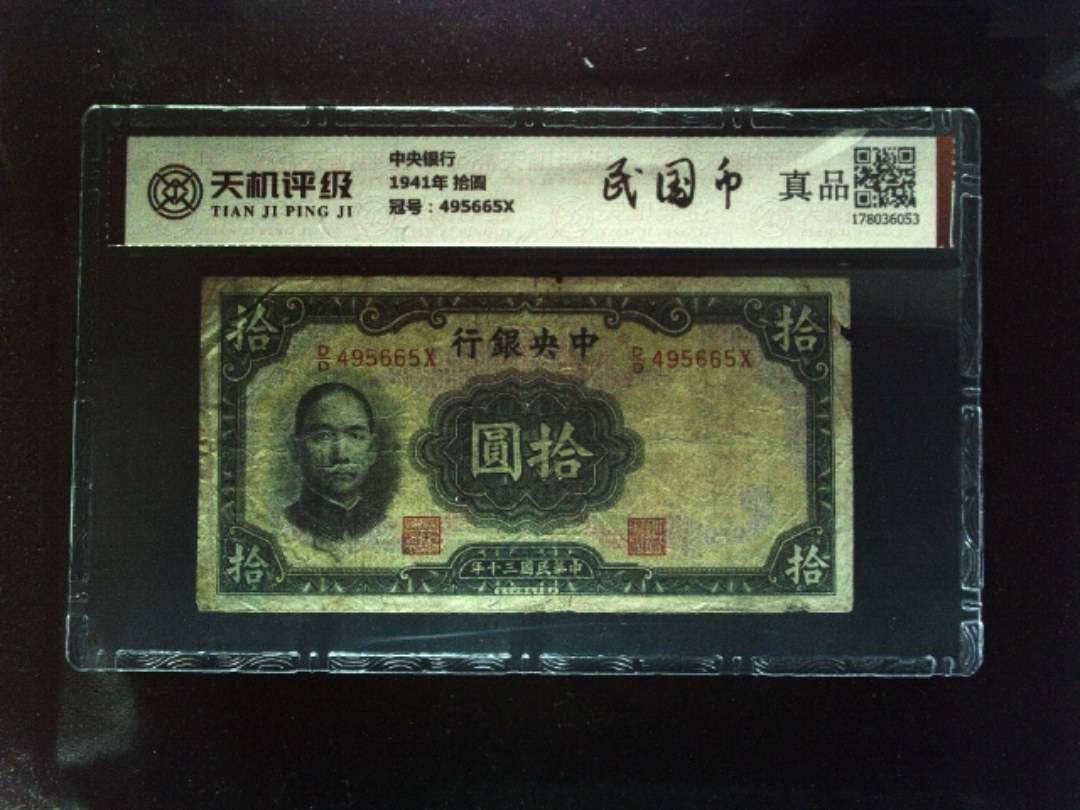 天机评级
TIAN JI PING JI
中央银行
1941年 拾圆
冠号：495665X
民国币
真品
178036053
拾
拾
行銀央中
D/D 495665X
D/D 495665X
圓拾
年十三國民華中
拾
拾